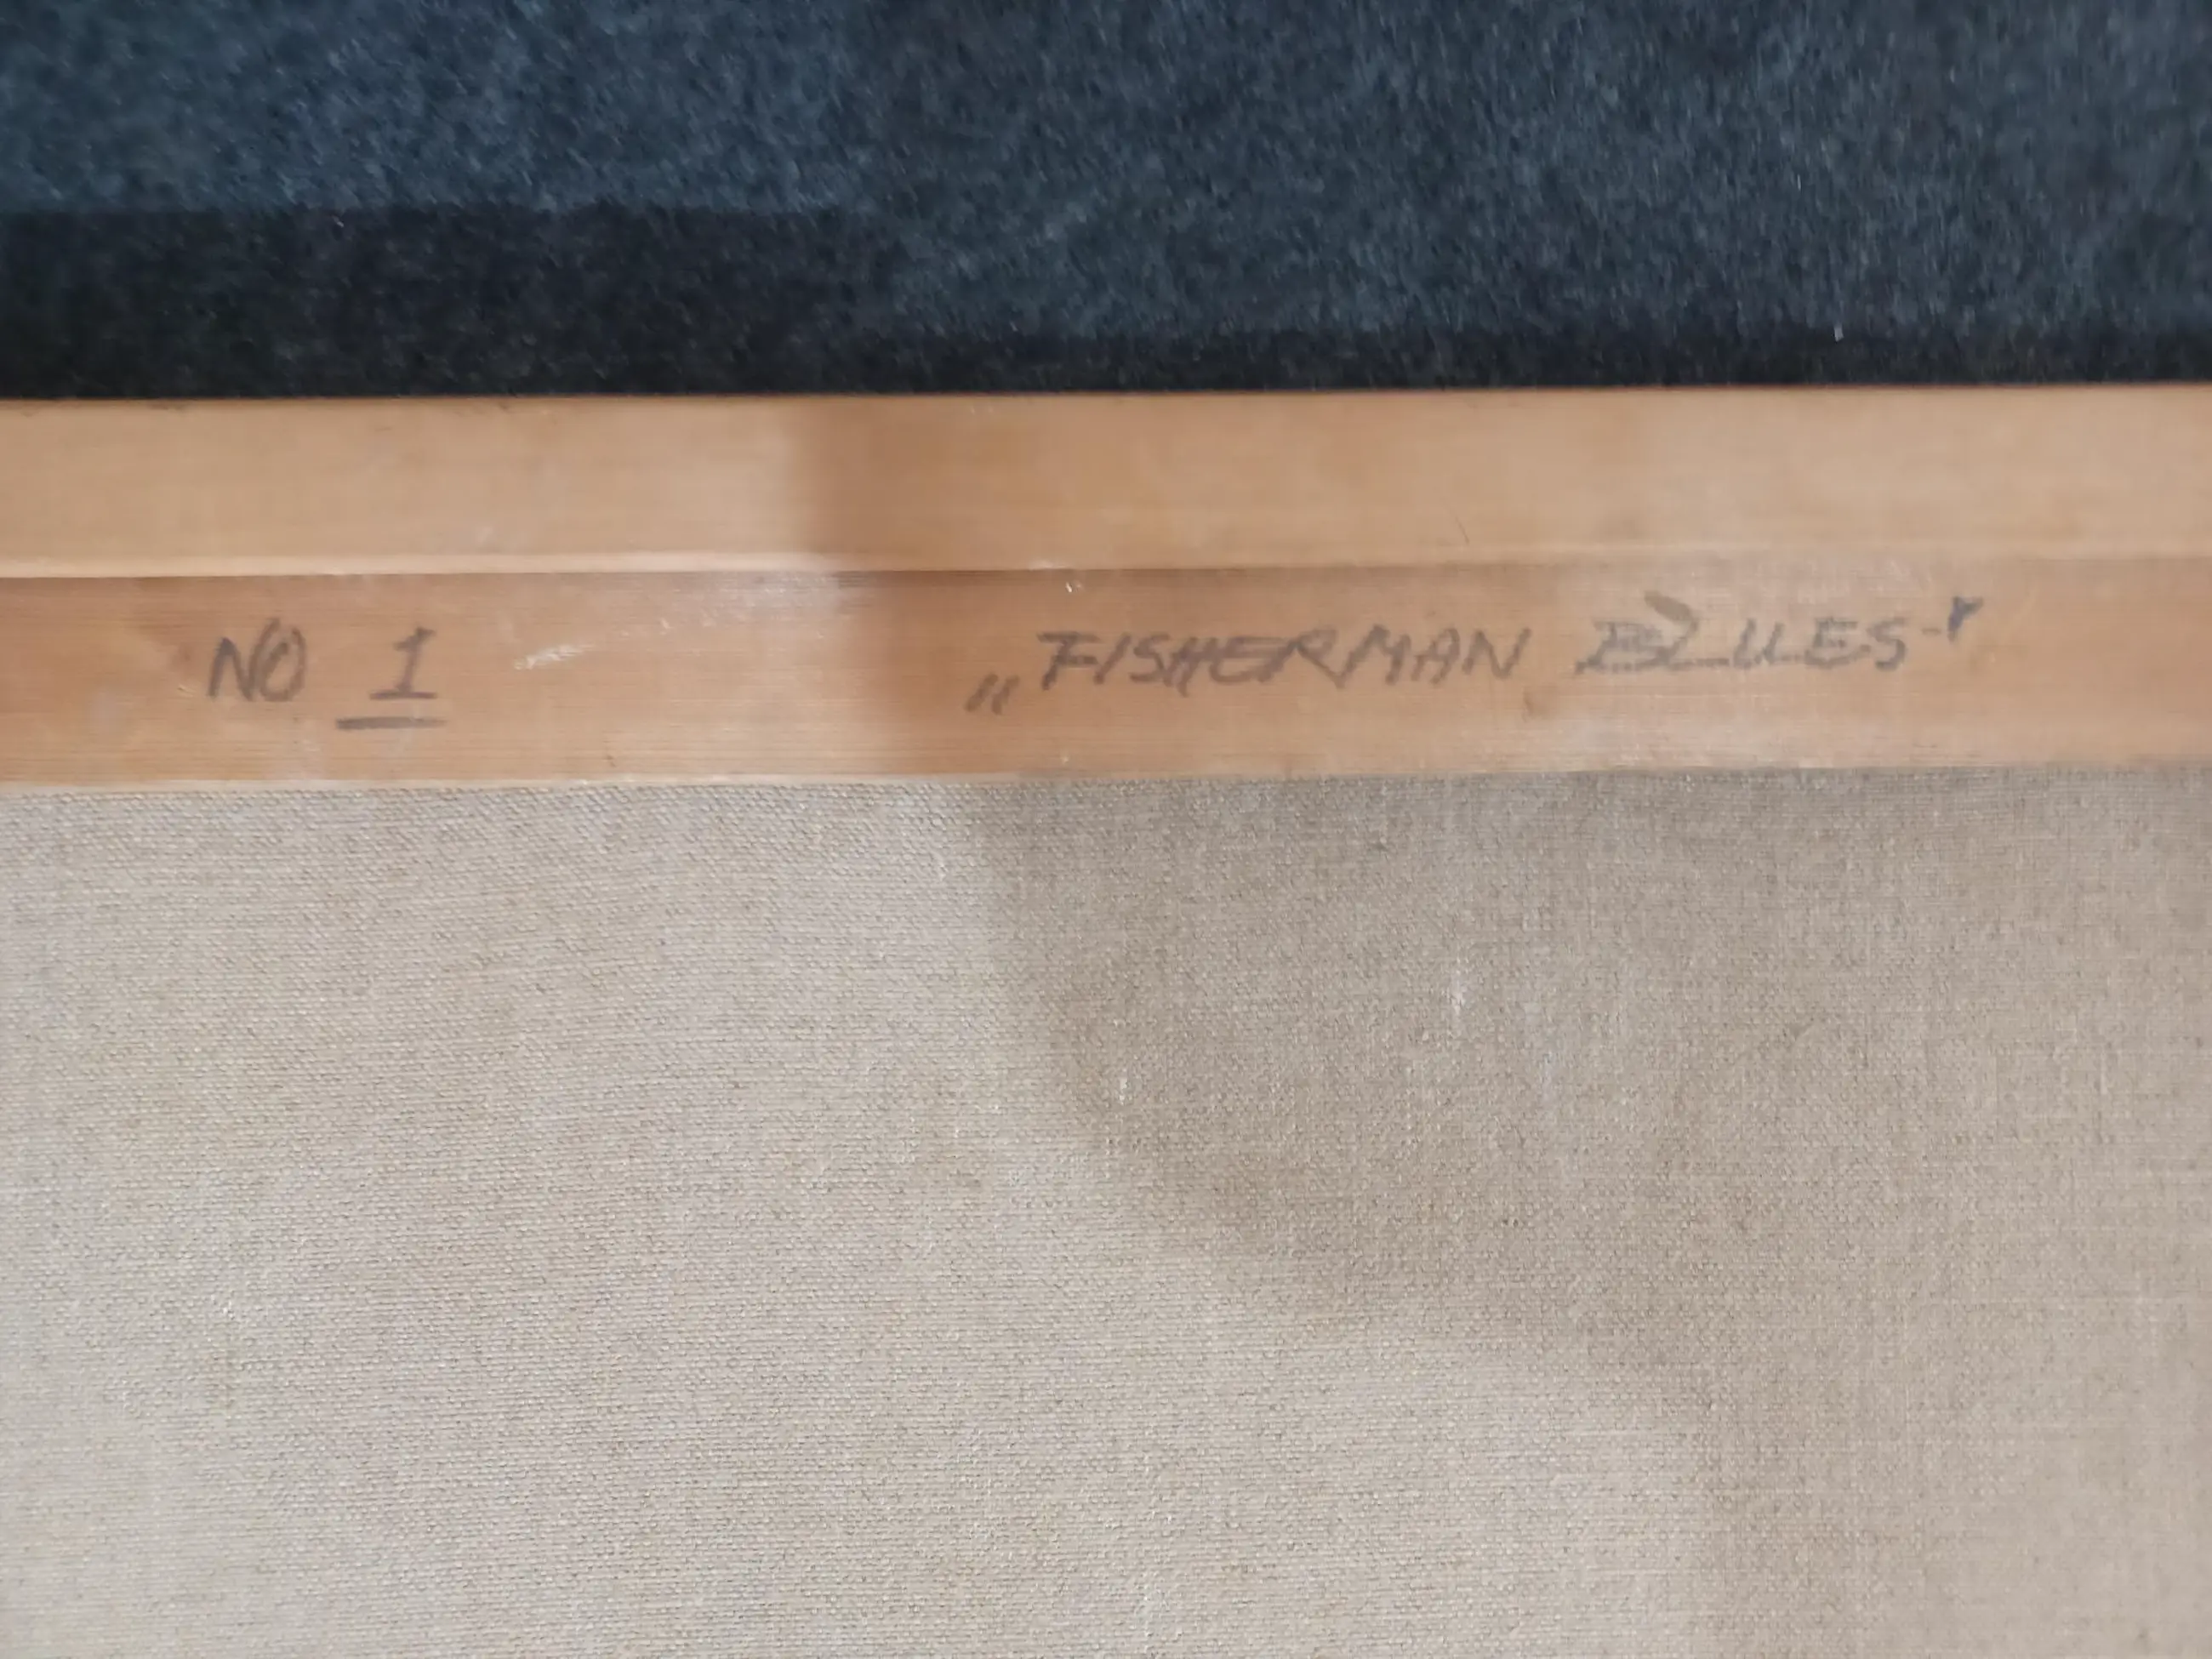 NO 1 „FISHERMAN BLUES"